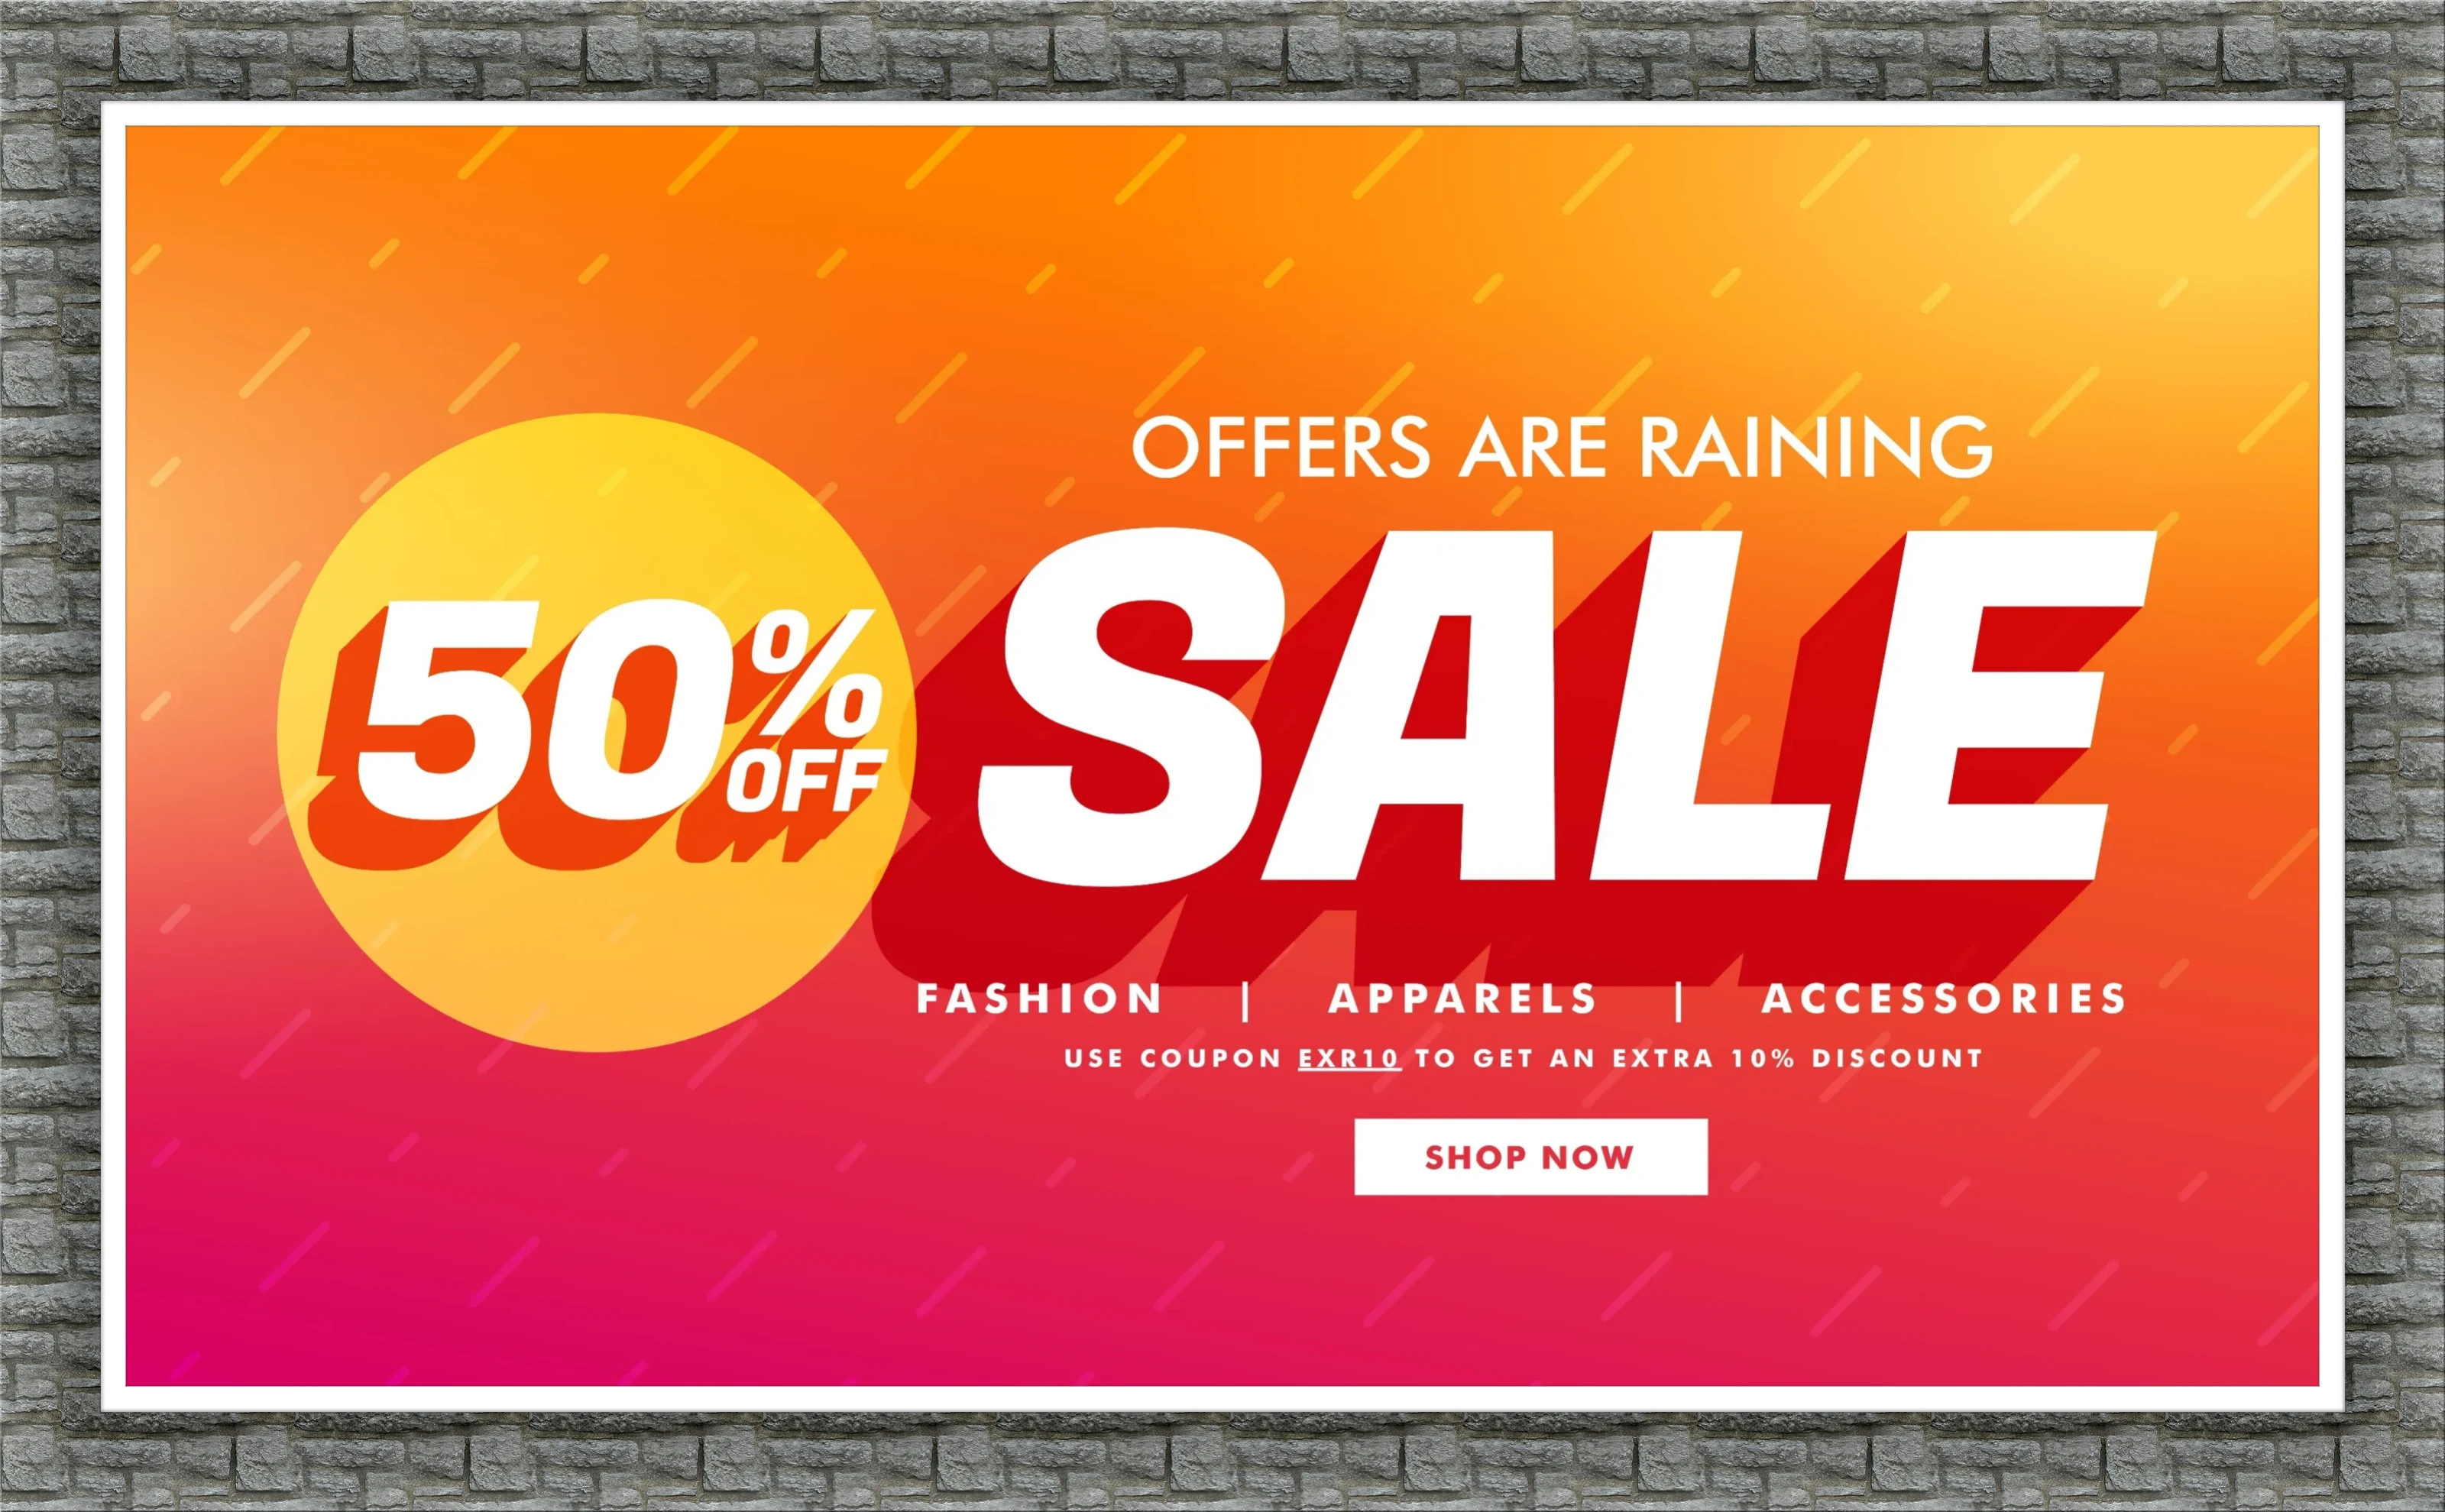 50%
OFF
OFFERS ARE RAINING
SALE
FASHION | APPARELS | ACCESSORIES
USE COUPON EXR10 TO GET AN EXTRA 10% DISCOUNT
SHOP NOW